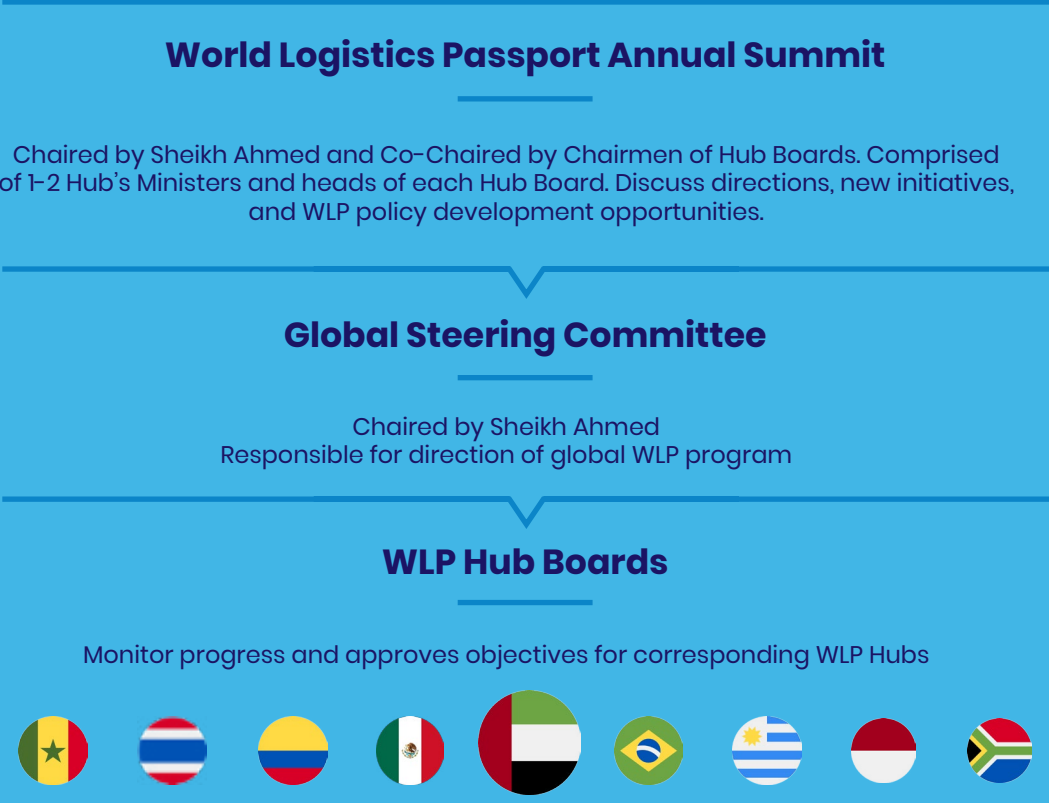 World Logistics Passport Annual Summit
Chaired by Sheikh Ahmed and Co-Chaired by Chairmen of Hub Boards. Comprised
of 1-2 Hub's Ministers and heads of each Hub Board. Discuss directions, new initiatives,
and WLP policy development opportunities.
Global Steering Committee
Chaired by Sheikh Ahmed
Responsible for direction of global WLP program
WLP Hub Boards
Monitor progress and approves objectives for corresponding WLP Hubs